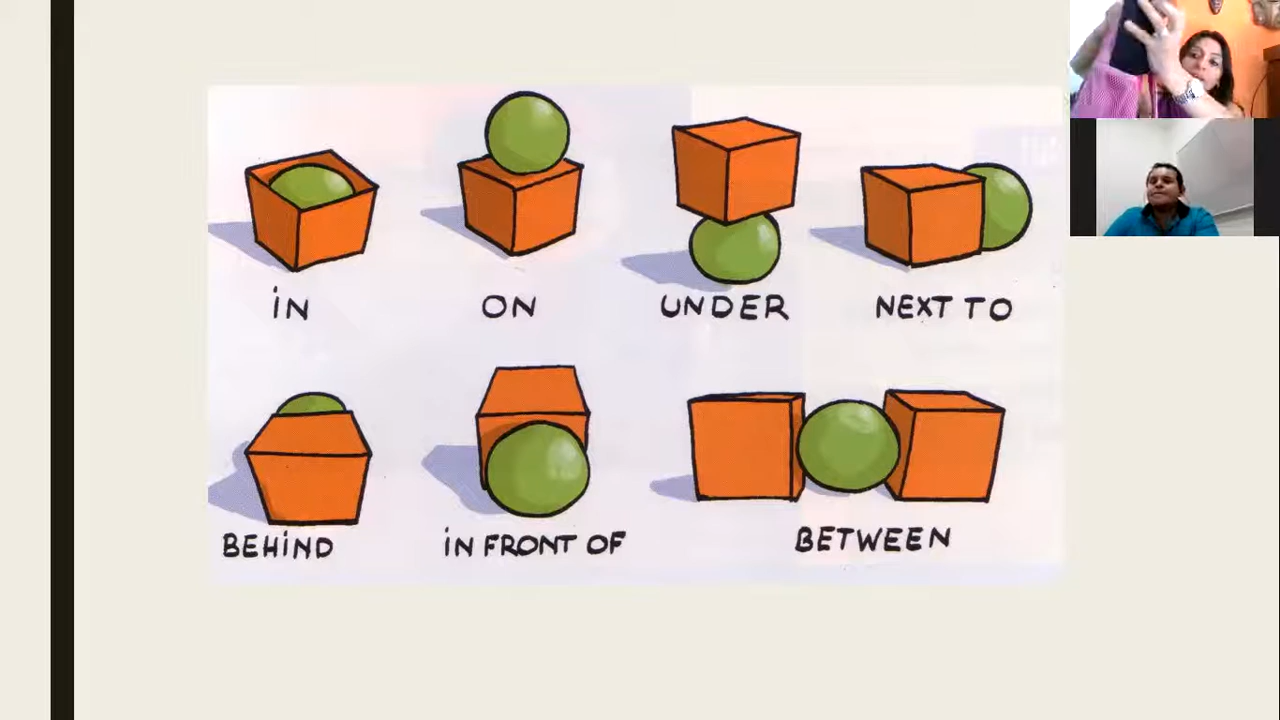 iN
ON
UNDER
NEXT TO
BEHiND
iN FRONT OF
BETWEEN